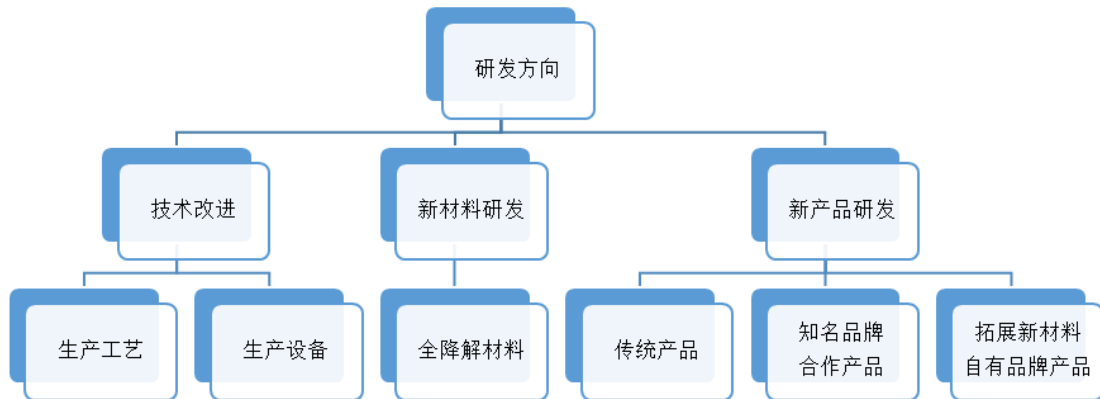 研发方向
技术改进
新材料研发
新产品研发
生产工艺
生产设备
全降解材料
传统产品
知名品牌
合作产品
拓展新材料
自有品牌产品